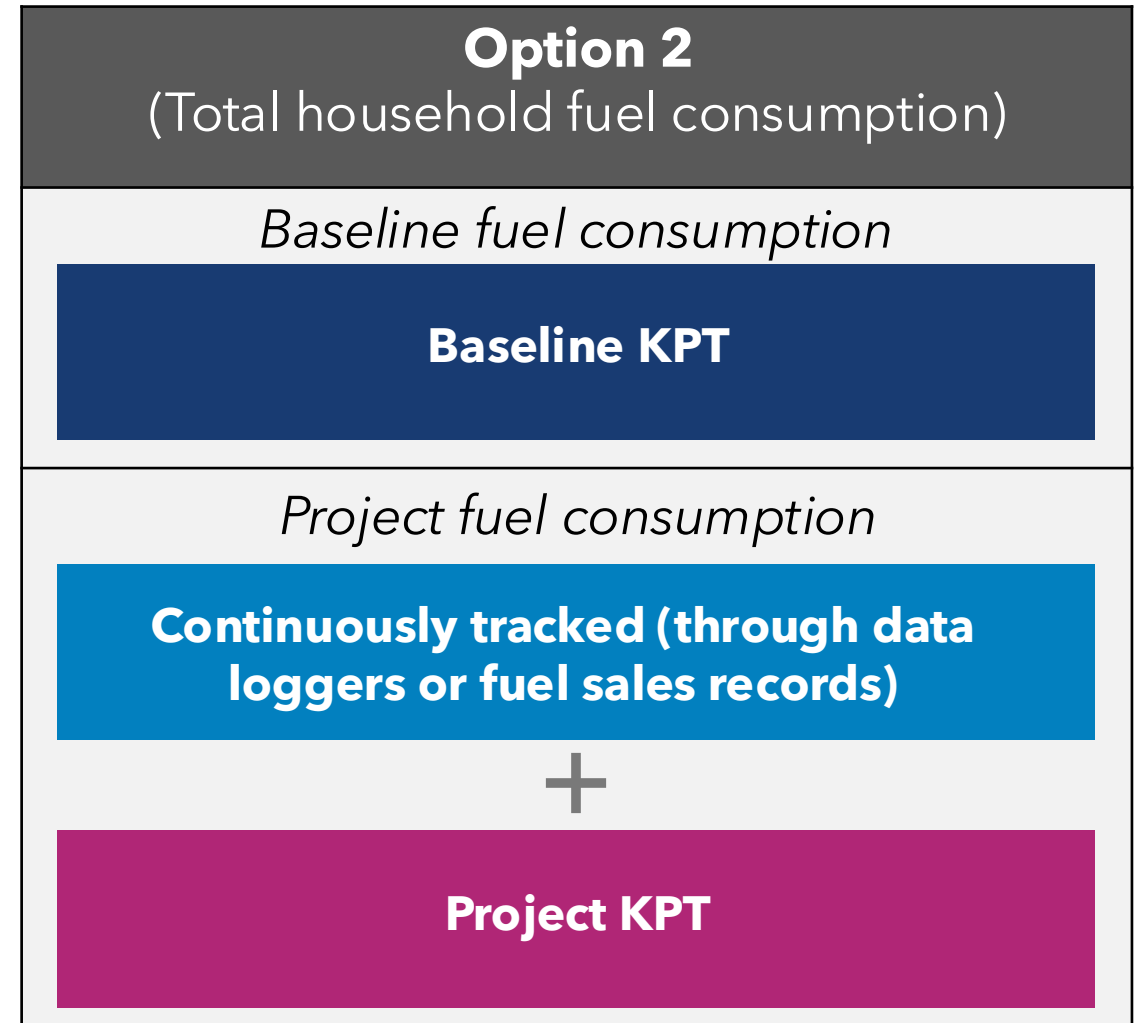 Option 2
(Total household fuel consumption)
Baseline fuel consumption
Baseline KPT
Project fuel consumption
Continuously tracked (through data
loggers or fuel sales records)
+
Project KPT